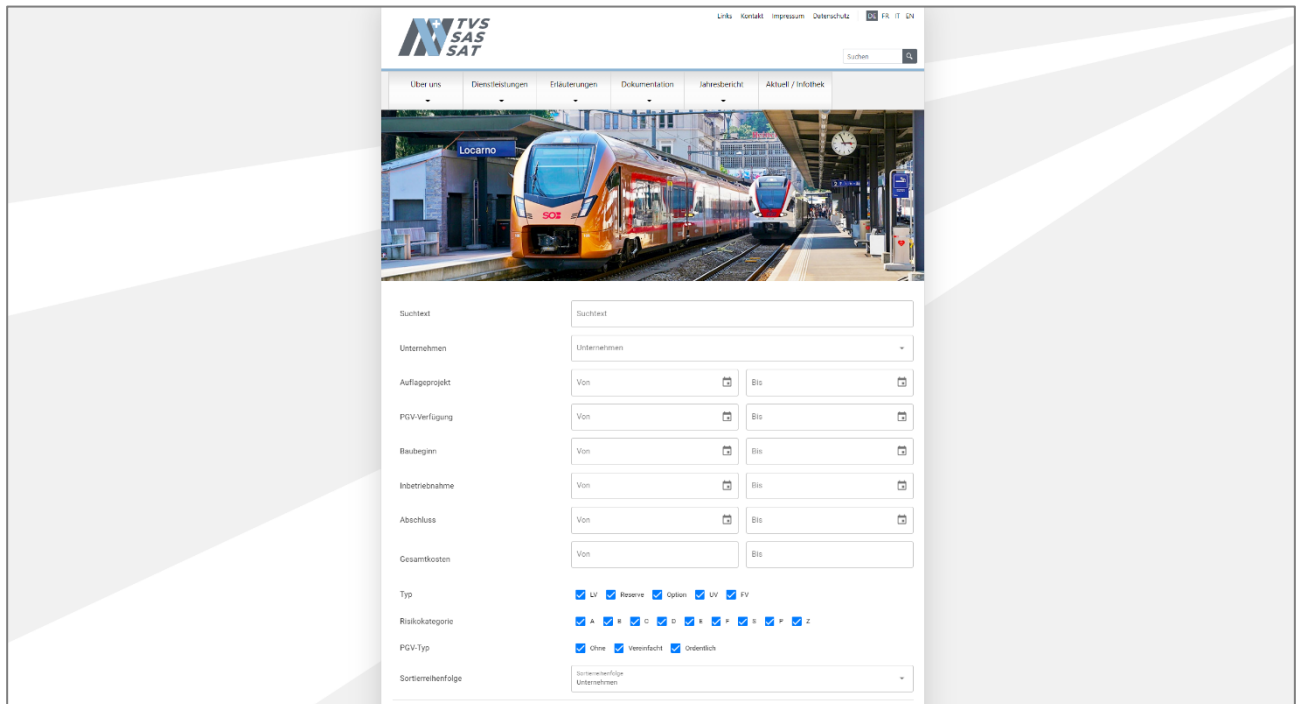 Links Kontakt Impressum Datenschutz DE FR IT EN
TVS
SAS
SAT
Suchen
Über uns Dienstleistungen Erläuterungen Dokumentation Jahresbericht Aktuell / Infothek
Locarno
SOB
Suchtext Suchtext
Unternehmen Unternehmen
Auflageprojekt Von Bis
PGV-Verfügung Von Bis
Baubeginn Von Bis
Inbetriebnahme Von Bis
Abschluss Von Bis
Gesamtkosten Von Bis
Typ LV Reserve Option UV FV
Risikokategorie A B C D E F S P Z
PGV-Typ Ohne Vereinfacht Ordentlich
Sortierreihenfolge Sortierreihenfolge
Unternehmen